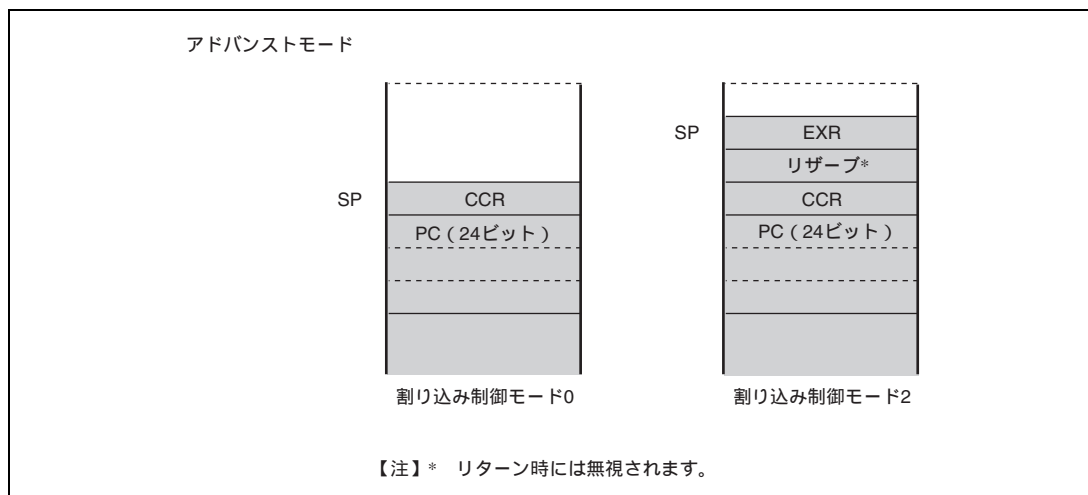 アドバンストモード
SP
EXR
リザーブ*
SP
CCR
CCR
PC（24ビット）
PC（24ビット）
割り込み制御モード0
割り込み制御モード2
【注】* リターン時には無視されます。